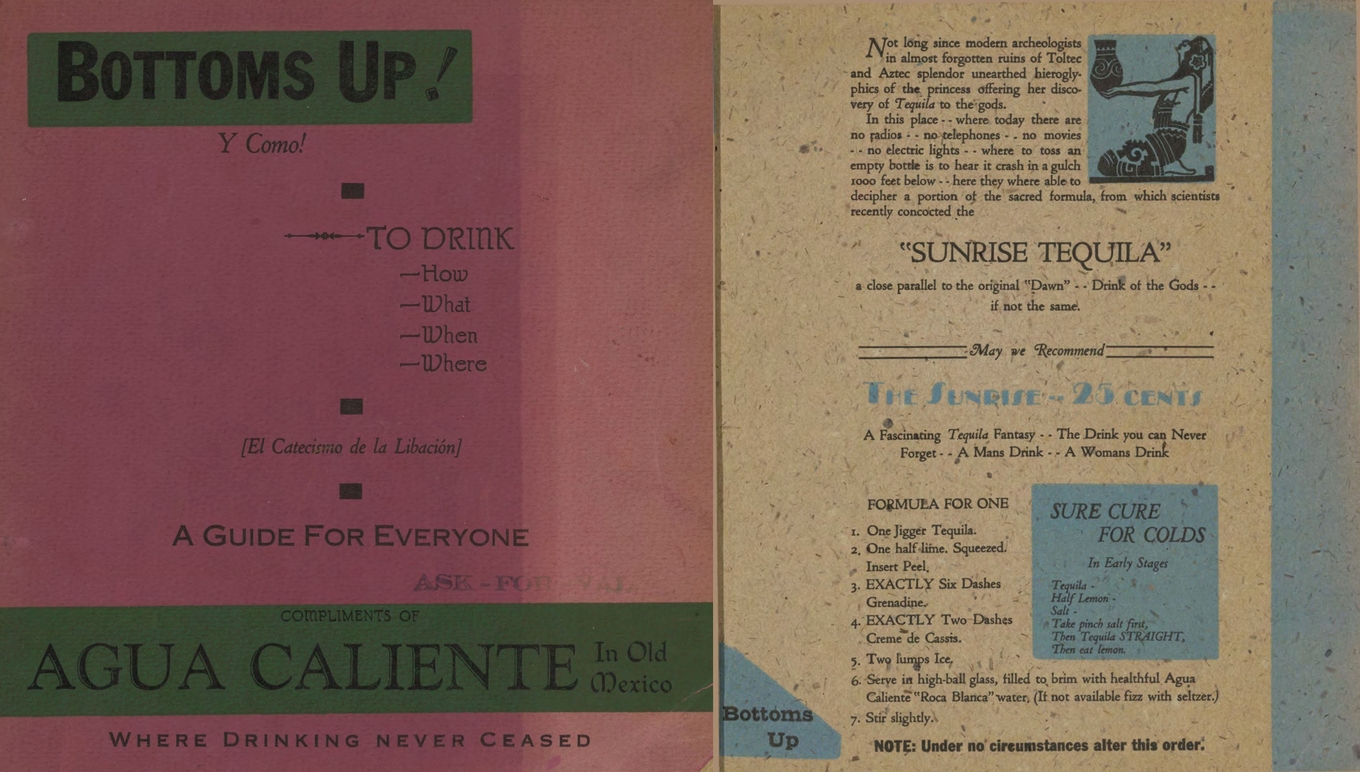 BOTTOMS UP!
Y Como!
TO DRINK
—How
—What
—When
—Where
[El Catecismo de la Libación]
A GUIDE FOR EVERYONE
ASK-FOR VAL.
COMPLIMENTS OF
AGUA CALIENTE In Old
Mexico
WHERE DRINKING NEVER CEASED
Not long since modern archeologists
in almost forgotten ruins of Toltec
and Aztec splendor unearthed hierogly-
phics of the princess offering her disco-
very of Tequila to the gods.
In this place - - where today there are
no radios - - no telephones - - no movies
- - no electric lights - - where to toss an
empty bottle is to hear it crash in a gulch
1000 feet below - - here they where able to
decipher a portion of the sacred formula, from which scientists
recently concocted the
"SUNRISE TEQUILA"
a close parallel to the original "Dawn" - - Drink of the Gods - -
if not the same.
May we Recommend
THE SUNRISE -- 25 CENTS
A Fascinating Tequila Fantasy - - The Drink you can Never
Forget - - A Mans Drink - - A Womans Drink
FORMULA FOR ONE
1. One Jigger Tequila.
2. One half lime. Squeezed.
Insert Peel,
3. EXACTLY Six Dashes
Grenadine.
4. EXACTLY Two Dashes
Creme de Cassis.
5. Two lumps Ice,
6. Serve in high-ball glass, filled to brim with healthful Agua
Caliente "Roca Blanca" water, (If not available fizz with seltzer.)
7. Stir slightly.
NOTE: Under no circumstances alter this order.
SURE CURE
FOR COLDS
In Early Stages
Tequila -
Half Lemon -
Salt -
Take pinch salt first,
Then Tequila STRAIGHT,
Then eat lemon.
Bottoms
Up